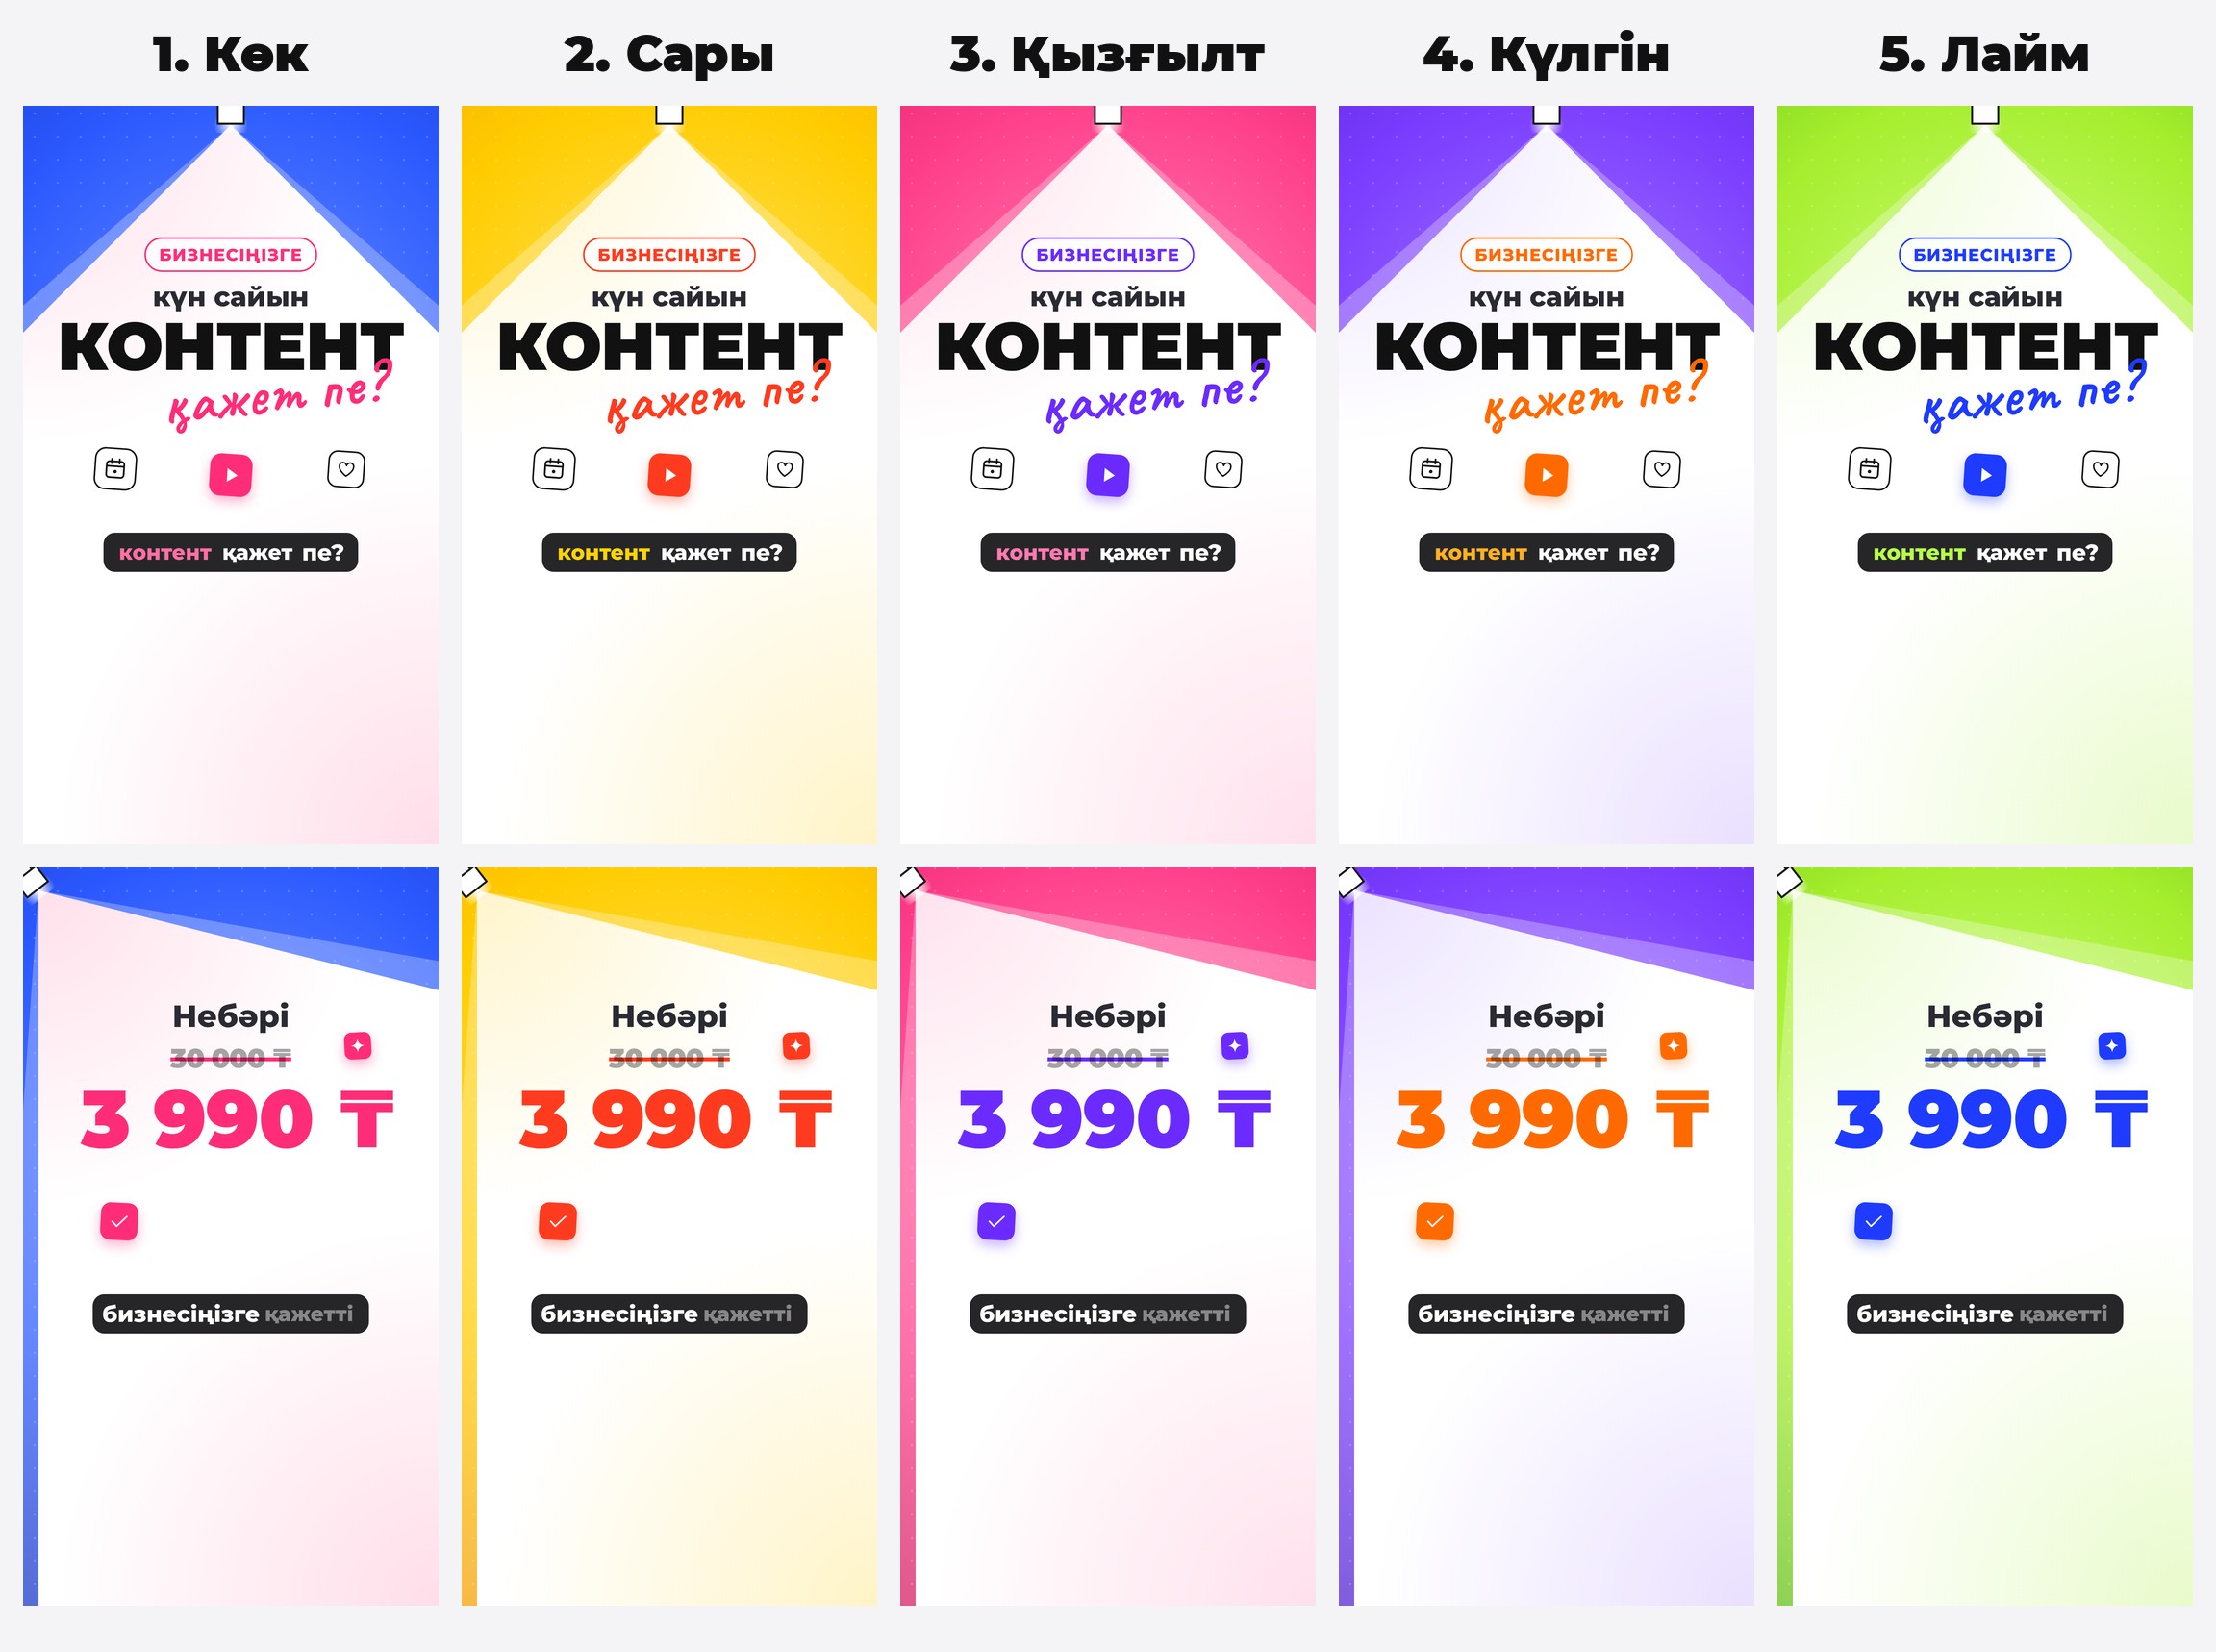 1. Көк
2. Сары
3. Қызғылт
4. Күлгін
5. Лайм
БИЗНЕСІҢІЗГЕ
күн сайын
КОНТЕНТ
қажет пе?
контент қажет пе?
БИЗНЕСІҢІЗГЕ
күн сайын
КОНТЕНТ
қажет пе?
контент қажет пе?
БИЗНЕСІҢІЗГЕ
күн сайын
КОНТЕНТ
қажет пе?
контент қажет пе?
БИЗНЕСІҢІЗГЕ
күн сайын
КОНТЕНТ
қажет пе?
контент қажет пе?
БИЗНЕСІҢІЗГЕ
күн сайын
КОНТЕНТ
қажет пе?
контент қажет пе?
Небәрі
30 000 ₸
3 990 ₸
бизнесіңізге қажетті
Небәрі
30 000 ₸
3 990 ₸
бизнесіңізге қажетті
Небәрі
30 000 ₸
3 990 ₸
бизнесіңізге қажетті
Небәрі
30 000 ₸
3 990 ₸
бизнесіңізге қажетті
Небәрі
30 000 ₸
3 990 ₸
бизнесіңізге қажетті